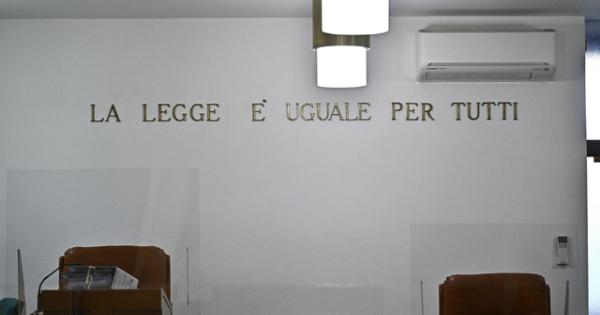 LA LEGGE E' UGUALE PER TUTTI